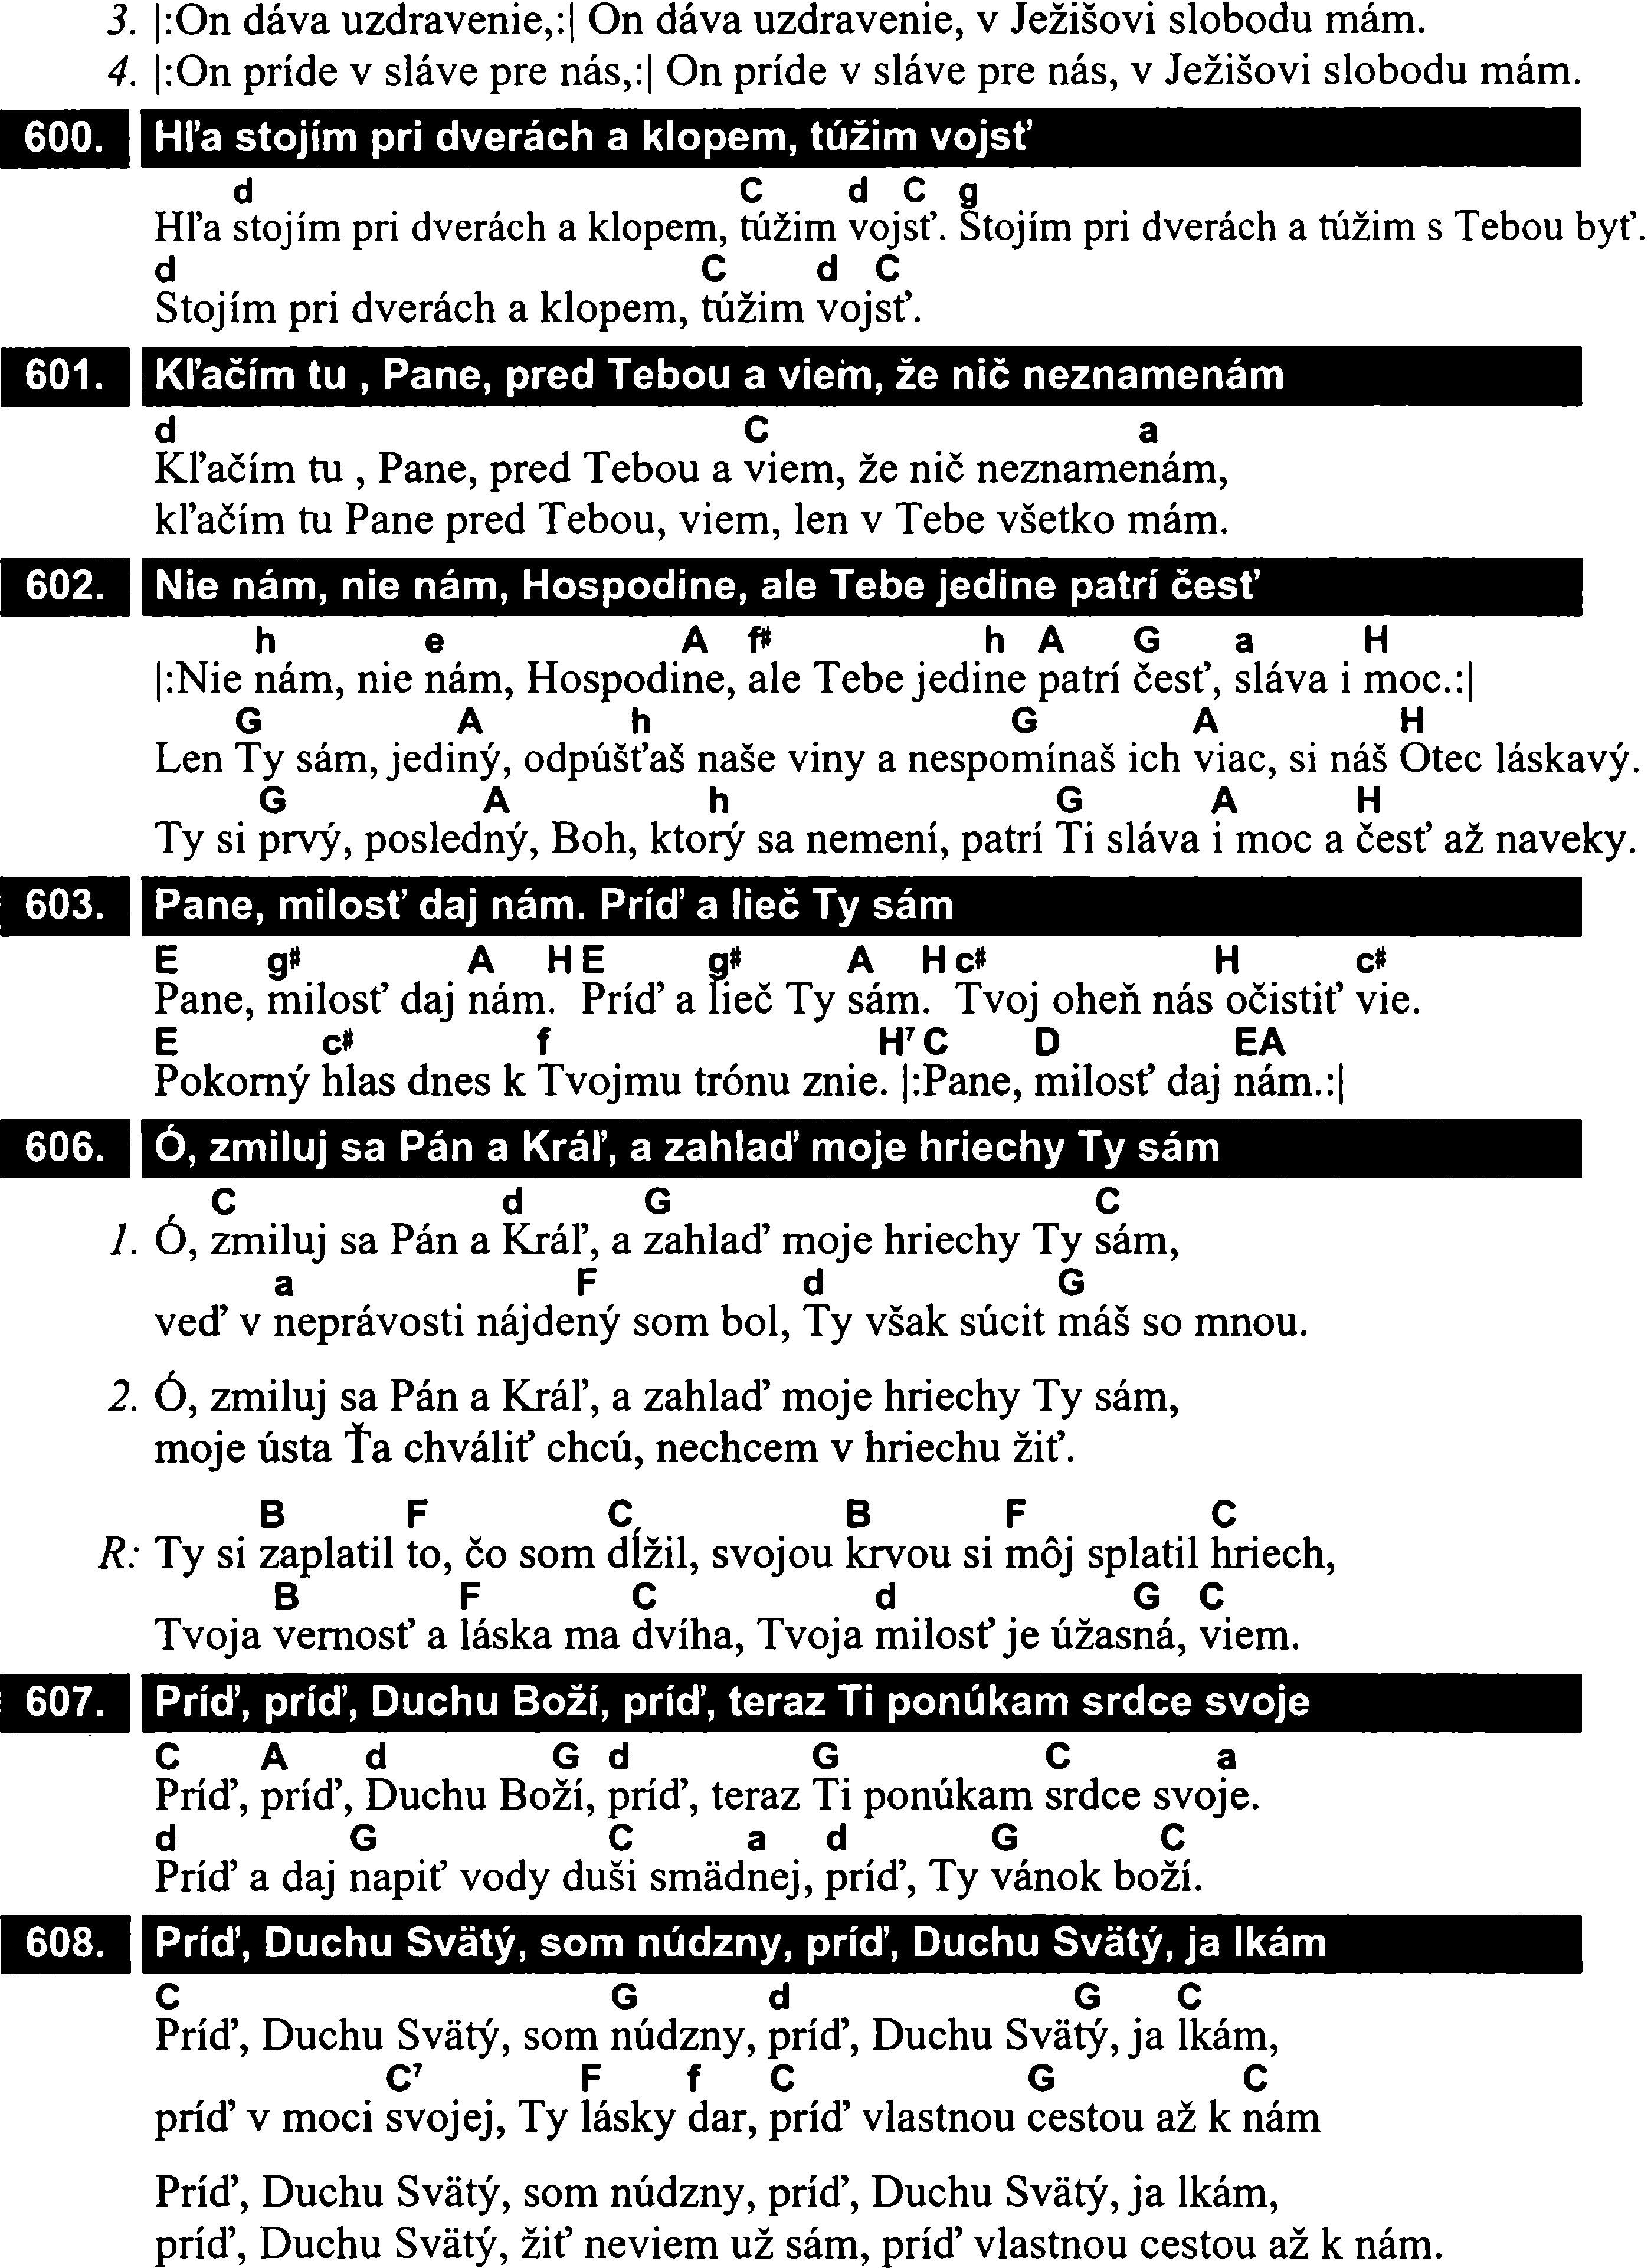 3. |:On dáva uzdravenie,:| On dáva uzdravenie, v Ježišovi slobodu mám.
4. |:On príde v sláve pre nás,:| On príde v sláve pre nás, v Ježišovi slobodu mám.
600. Hľa stojím pri dverách a klopem, túžim vojsť
d C d C g
Hľa stojím pri dverách a klopem, túžim vojsť. Stojím pri dverách a túžim s Tebou byť.
d C d C
Stojím pri dverách a klopem, túžim vojsť.
601. Kľačím tu , Pane, pred Tebou a viem, že nič neznamenám
d C a
Kľačím tu , Pane, pred Tebou a viem, že nič neznamenám,
kľačím tu Pane pred Tebou, viem, len v Tebe všetko mám.
602. Nie nám, nie nám, Hospodine, ale Tebe jedine patrí česť
h e A f# h A G a H
|:Nie nám, nie nám, Hospodine, ale Tebe jedine patrí česť, sláva i moc.:|
G A h G A H
Len Ty sám, jediný, odpúšťaš naše viny a nespomínaš ich viac, si náš Otec láskavý.
G A h G A H
Ty si prvý, posledný, Boh, ktorý sa nemení, patrí Ti sláva i moc a česť až naveky.
603. Pane, milosť daj nám. Príď a lieč Ty sám
E g# A H E g# A H c# H c#
Pane, milosť daj nám. Príď a lieč Ty sám. Tvoj oheň nás očistiť vie.
E c# f H7 C D EA
Pokorný hlas dnes k Tvojmu trónu znie. |:Pane, milosť daj nám.:|
606. Ó, zmiluj sa Pán a Kráľ, a zahlaď moje hriechy Ty sám
C d G C
1. Ó, zmiluj sa Pán a Kráľ, a zahlaď moje hriechy Ty sám,
a F d G
veď v neprávosti nájdený som bol, Ty však súcit máš so mnou.
2. Ó, zmiluj sa Pán a Kráľ, a zahlaď moje hriechy Ty sám,
moje ústa Ťa chváliť chcú, nechcem v hriechu žiť.
B F C B F C
R: Ty si zaplatil to, čo som dĺžil, svojou krvou si môj splatil hriech,
B F C d G C
Tvoja vernosť a láska ma dvíha, Tvoja milosť je úžasná, viem.
607. Príď, príď, Duchu Boží, príď, teraz Ti ponúkam srdce svoje
C A d G d G C a
Príď, príď, Duchu Boží, príď, teraz Ti ponúkam srdce svoje.
d G C a d G C
Príď a daj napiť vody duši smädnej, príď, Ty vánok boží.
608. Príď, Duchu Svätý, som núdzny, príď, Duchu Svätý, ja lkám
C G d G C
Príď, Duchu Svätý, som núdzny, príď, Duchu Svätý, ja lkám,
C7 F f C G C
príď v moci svojej, Ty lásky dar, príď vlastnou cestou až k nám
Príď, Duchu Svätý, som núdzny, príď, Duchu Svätý, ja lkám,
príď, Duchu Svätý, žiť neviem už sám, príď vlastnou cestou až k nám.